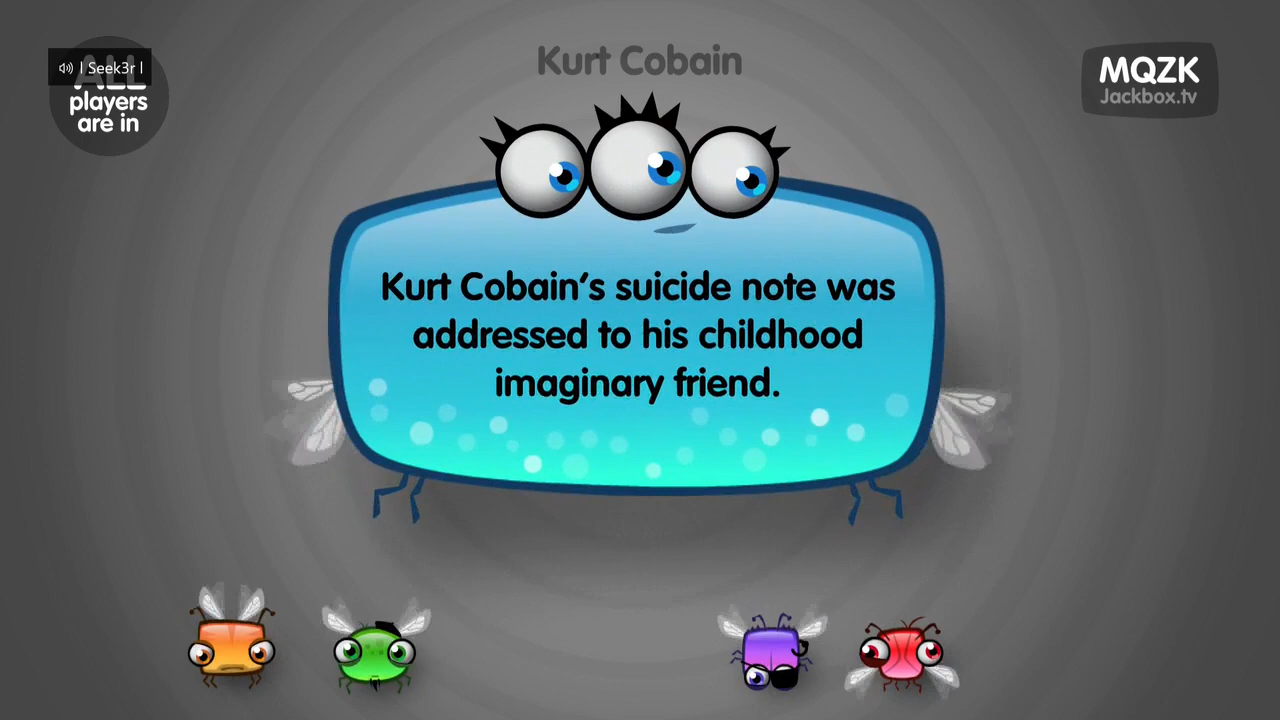 Kurt Cobain
l Seek3r l
ALL
players
are in
MQZK
Jackbox.tv
Kurt Cobain's suicide note was
addressed to his childhood
imaginary friend.